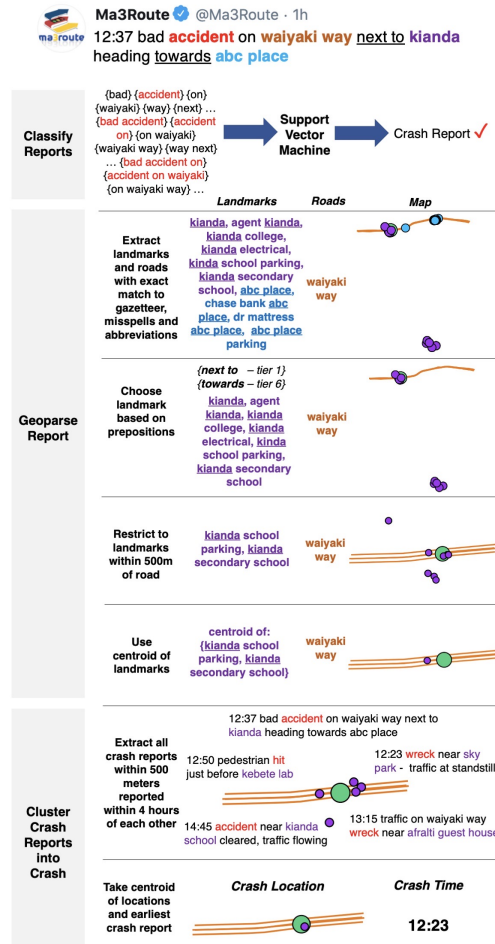 Ma3Route @Ma3Route · 1h
ma3route
12:37 bad accident on waiyaki way next to kianda
heading towards abc place
Classify
Reports
{bad} {accident} {on}
{waiyaki} {way} {next} ...
{bad accident} {accident
on} {on waiyaki}
{waiyaki way} {way next}
... {bad accident on}
{accident on waiyaki}
{on waiyaki way} ...
Support
Vector
Machine
Crash Report
Landmarks
Roads
Map
Geoparse
Report
Extract
landmarks
and roads
with exact
match to
gazetteer,
misspells and
abbreviations
kianda, agent kianda,
kianda college,
kianda electrical,
kinda school parking,
kianda secondary
school, abc place,
chase bank abc
place, dr mattress
abc place, abc place
parking
waiyaki
way
Choose
landmark
based on
prepositions
{next to – tier 1}
{towards – tier 6}
kianda, agent
kianda, kianda
college, kianda
electrical, kinda
school parking,
kianda secondary
school
waiyaki
way
Restrict to
landmarks
within 500m
of road
kianda school
parking, kianda
secondary school
waiyaki
way
Use
centroid of
landmarks
centroid of:
{kianda school
parking, kianda
secondary school}
waiyaki
way
Cluster
Crash
Reports
into
Crash
Extract all
crash reports
within 500
meters
reported
within 4 hours
of each other
12:37 bad accident on waiyaki way next to
kianda heading towards abc place
12:50 pedestrian hit
just before kebete lab
12:23 wreck near sky
park - traffic at standstill
14:45 accident near kianda
school cleared, traffic flowing
13:15 traffic on waiyaki way
wreck near afralti guest house
Take centroid
of locations
and earliest
crash report
Crash Location
Crash Time
12:23